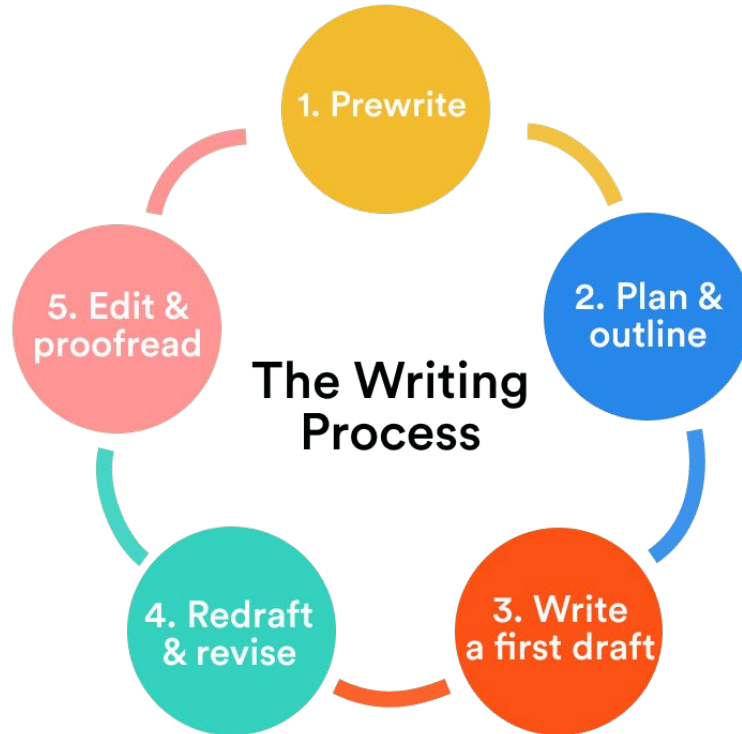 1. Prewrite
2. Plan &
outline
3. Write
a first draft
4. Redraft
& revise
5. Edit &
proofread
The Writing
Process